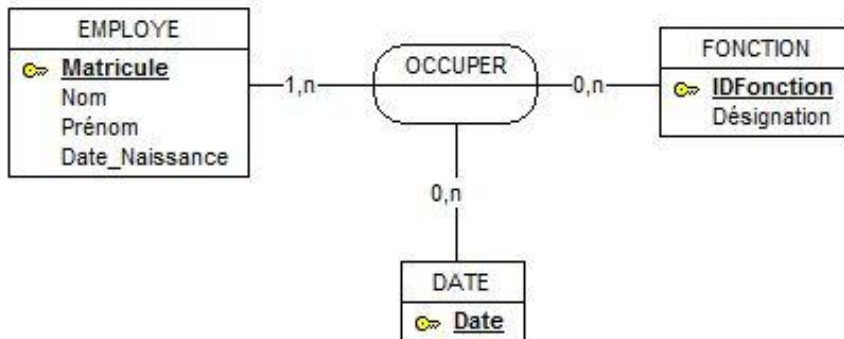 EMPLOYE
Matricule
Nom
Prénom
Date_Naissance
1,n
OCCUPER
0,n
FONCTION
IDFonction
Désignation
0,n
DATE
Date